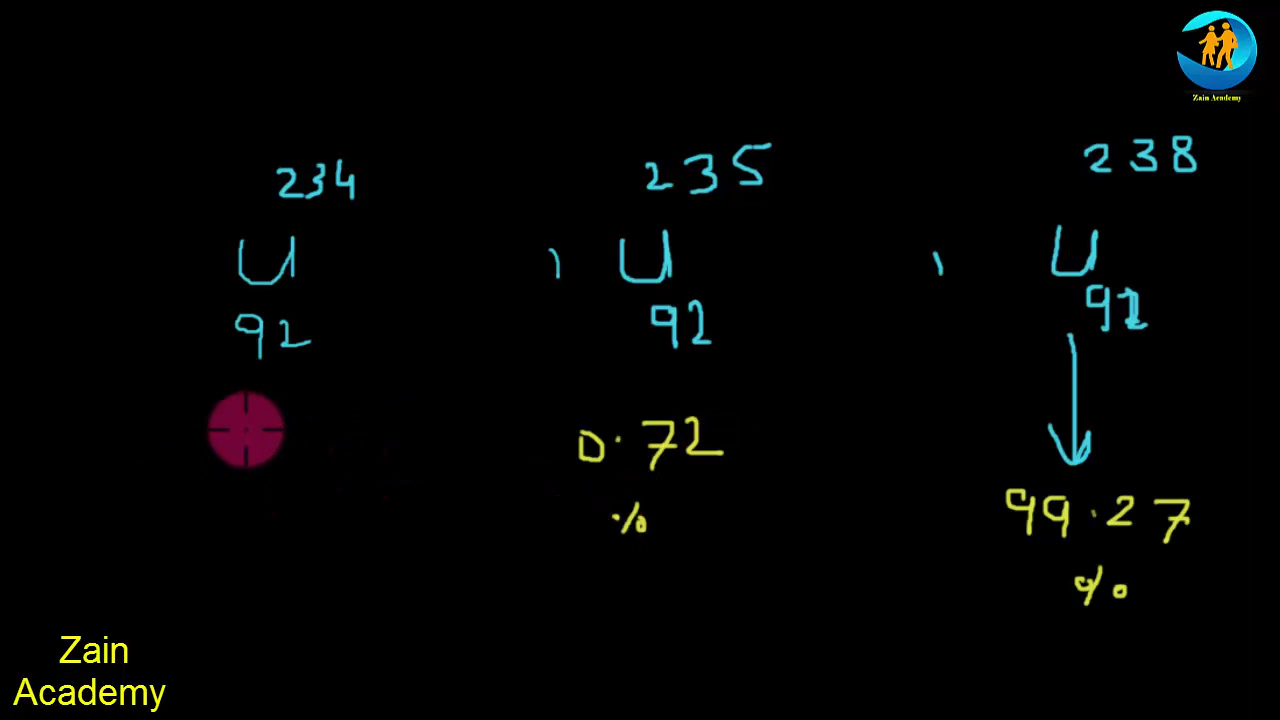 Zain Academy
234 235 238
U , U , U
92 92 92
0.72 99.27
% %
Zain
Academy